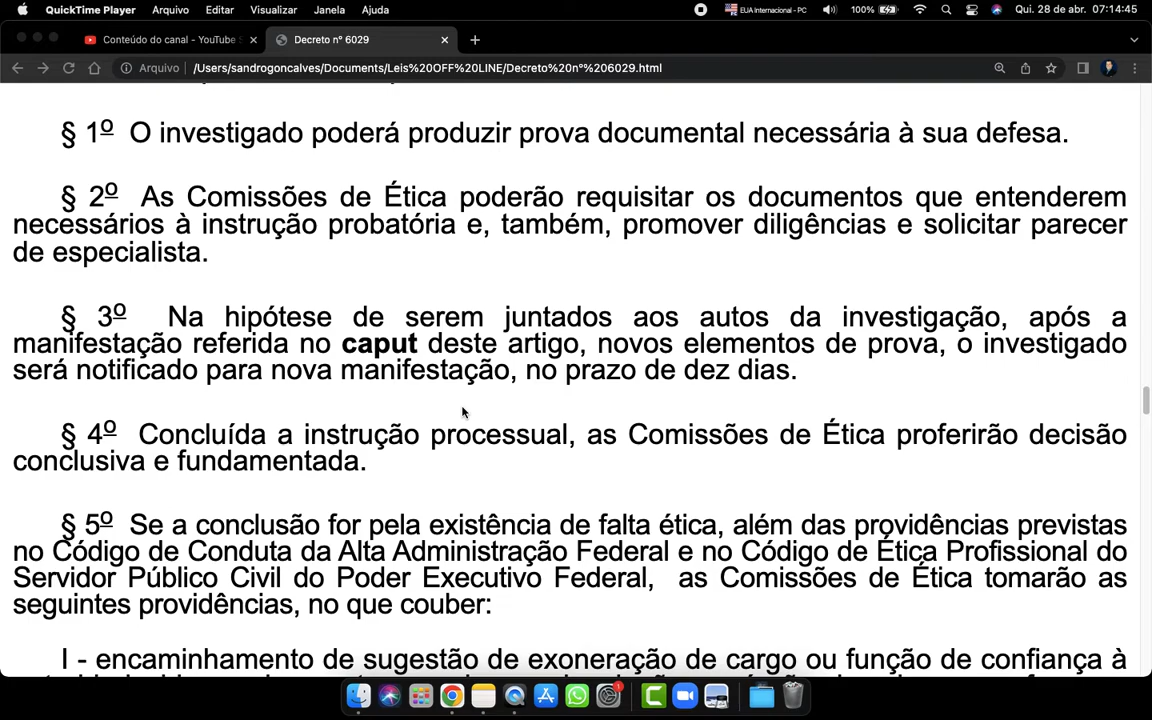 QuickTime Player Arquivo Editar Visualizar Janela Ajuda EUA Internacional - PC 100% Qui. 28 de abr. 07:14:45
Conteúdo do canal - YouTube S Decreto nº 6029
Arquivo /Users/sandrogoncalves/Documents/Leis%20OFF%20LINE/Decreto%20nº%206029.html
§ 1º O investigado poderá produzir prova documental necessária à sua defesa.
§ 2º As Comissões de Ética poderão requisitar os documentos que entenderem
necessários à instrução probatória e, também, promover diligências e solicitar parecer
de especialista.
§ 3º Na hipótese de serem juntados aos autos da investigação, após a
manifestação referida no caput deste artigo, novos elementos de prova, o investigado
será notificado para nova manifestação, no prazo de dez dias.
§ 4º Concluída a instrução processual, as Comissões de Ética proferirão decisão
conclusiva e fundamentada.
§ 5º Se a conclusão for pela existência de falta ética, além das providências previstas
no Código de Conduta da Alta Administração Federal e no Código de Ética Profissional do
Servidor Público Civil do Poder Executivo Federal, as Comissões de Ética tomarão as
seguintes providências, no que couber:
I - encaminhamento de sugestão de exoneração de cargo ou função de confiança à